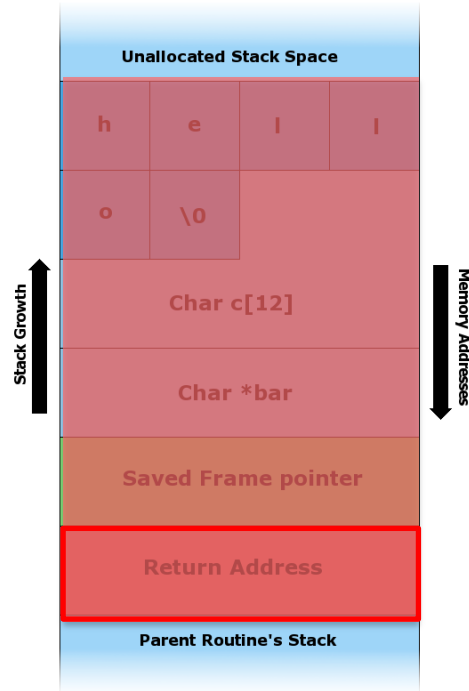 Unallocated Stack Space
h e l l
o \0
Char c[12]
Stack Growth
Memory Addresses
Char *bar
Saved Frame pointer
Return Address
Parent Routine's Stack